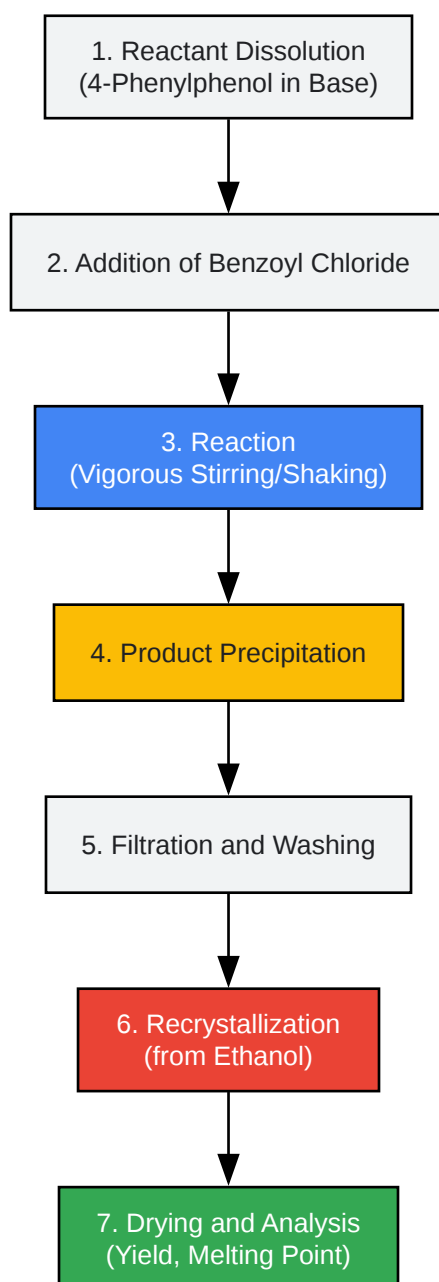 1. Reactant Dissolution
(4-Phenylphenol in Base)
2. Addition of Benzoyl Chloride
3. Reaction
(Vigorous Stirring/Shaking)
4. Product Precipitation
5. Filtration and Washing
6. Recrystallization
(from Ethanol)
7. Drying and Analysis
(Yield, Melting Point)